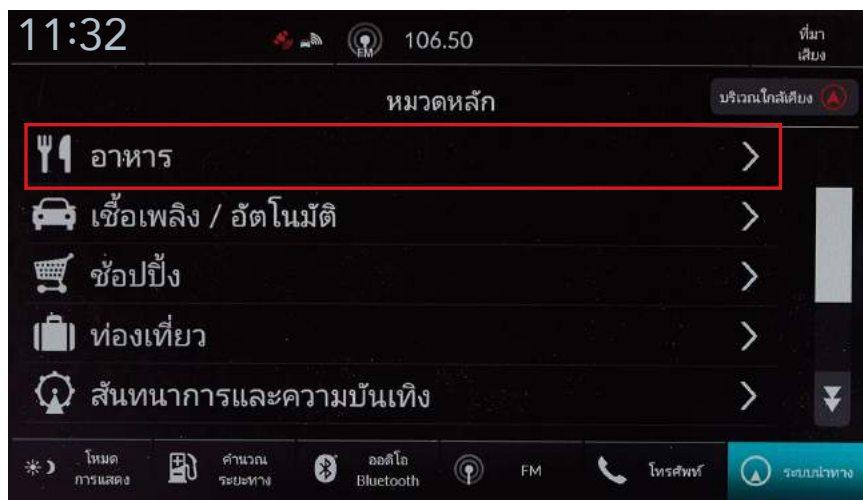 11:32
FM
106.50
ที่มา
เสียง
หมวดหลัก
บริเวณใกล้เคียง
อาหาร
เชื้อเพลิง / อัตโนมัติ
ช้อปปิ้ง
ท่องเที่ยว
สันทนาการและความบันเทิง
โหมด
การแสดง
คำนวณ
ระยะทาง
ออดิโอ
Bluetooth
FM
โทรศัพท์
ระบบนำทาง